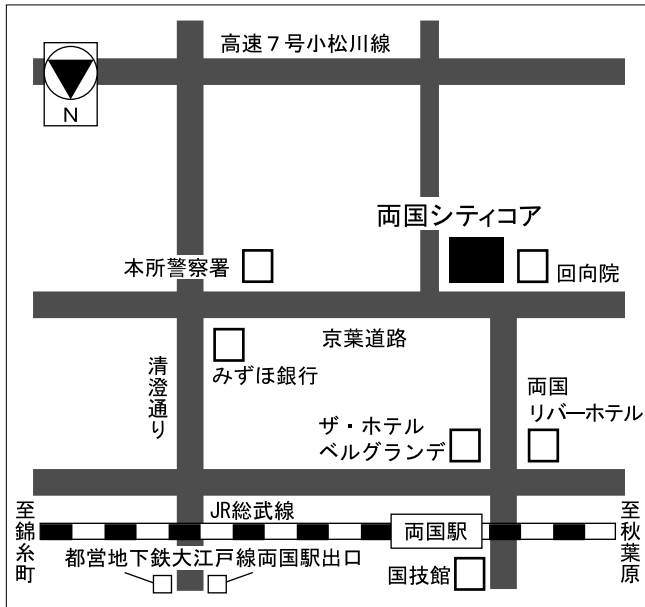 高速７号小松川線
N
両国シティコア
本所警察署
回向院
京葉道路
みずほ銀行
清澄通り
両国
リバーホテル
ザ・ホテル
ベルグランデ
至錦糸町
JR総武線
両国駅
至秋葉原
都営地下鉄大江戸線両国駅出口
国技館